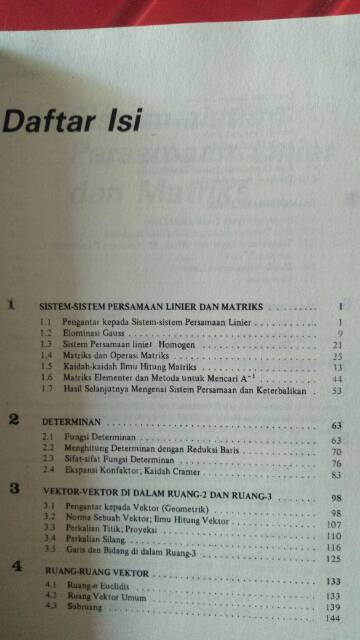 Daftar Isi
1 SISTEM-SISTEM PERSAMAAN LINIER DAN MATRIKS .......... 1
1.1 Pengantar kepada Sistem-sistem Persamaan Linier .......... 1
1.2 Elominasi Gauss .......... 9
1.3 Sistem Persamaan linier Homogen .......... 21
1.4 Matriks dan Operasi Matriks .......... 25
1.5 Kaidah-kaidah Ilmu Hitung Matriks .......... 13
1.6 Matriks Elementer dan Metoda untuk Mencari A⁻¹ .......... 44
1.7 Hasil Selanjutnya Mengenai Sistem Persamaan dan Keterbalikan . 53
2 DETERMINAN .......... 63
2.1 Fungsi Determinan .......... 63
2.2 Menghitung Determinan dengan Reduksi Baris .......... 70
2.3 Sifat-sifat Fungsi Determinan .......... 76
2.4 Ekspansi Konfaktor; Kaidah Cramer .......... 83
3 VEKTOR-VEKTOR DI DALAM RUANG-2 DAN RUANG-3 .......... 98
3.1 Pengantar kepada Vektor (Geometrik) .......... 98
3.2 Norma Sebuah Vektor; Ilmu Hitung Vektor .......... 107
3.3 Perkalian Titik; Proyeksi .......... 110
3.4 Perkalian Silang .......... 116
3.5 Garis dan Bidang di dalam Ruang-3 .......... 125
4 RUANG-RUANG VEKTOR .......... 133
4.1 Ruang-n Euclidis .......... 133
4.2 Ruang Vektor Umum .......... 139
4.3 Subruang .......... 144